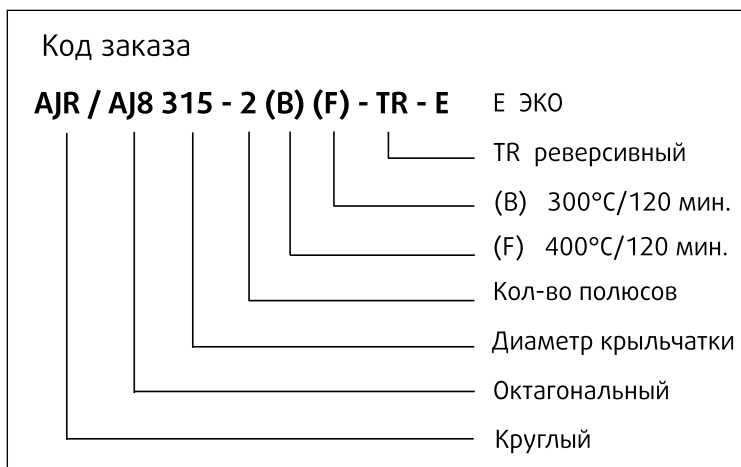 Код заказа
AJR / AJ8 315 - 2 (B) (F) - TR - E E ЭКО
TR реверсивный
(B) 300°C/120 мин.
(F) 400°C/120 мин.
Кол-во полюсов
Диаметр крыльчатки
Октагональный
Круглый